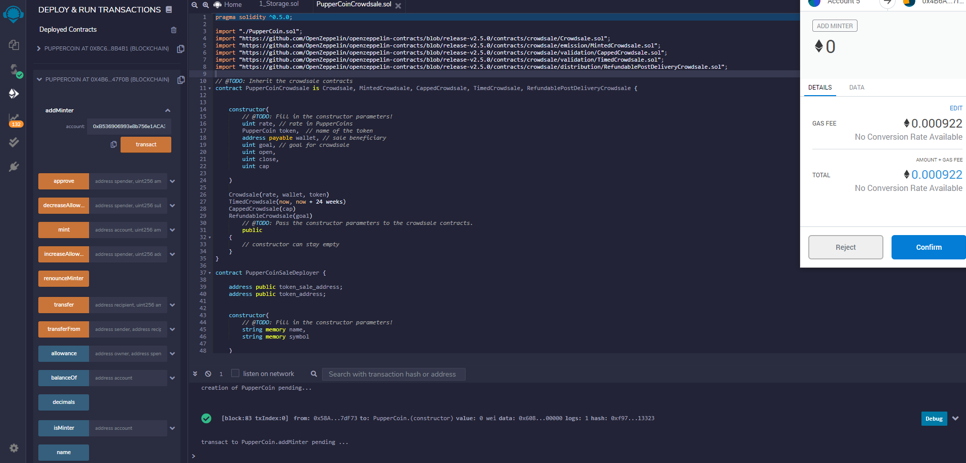 DEPLOY & RUN TRANSACTIONS
Deployed Contracts
PUPPERCOIN AT 0X8C6...8B4B1 (BLOCKCHAIN)
PUPPERCOIN AT 0X4B6...47F0B (BLOCKCHAIN)
addMinter
account:
transact
approve address spender, uint256 am
decreaseAllow... address spender, uint256 sul
mint address account, uint256 am
increaseAllow... address spender, uint256 ad
renounceMinter
transfer address recipient, uint256 an
transferFrom address sender, address recip
allowance address owner, address span
balanceOf address account
decimals
isMinter address account
name
132
Home
1_Storage.sol
PupperCoinCrowdsale.sol
1 pragma solidity ^0.5.0;
2
3 import "./PupperCoin.sol";
4 import "https://github.com/OpenZeppelin/openzeppelin-contracts/blob/release-v2.5.0/contracts/crowdsale/Crowdsale.sol";
5 import "https://github.com/OpenZeppelin/openzeppelin-contracts/blob/release-v2.5.0/contracts/crowdsale/emission/MintedCrowdsale.sol";
6 import "https://github.com/OpenZeppelin/openzeppelin-contracts/blob/release-v2.5.0/contracts/crowdsale/validation/CappedCrowdsale.sol";
7 import "https://github.com/OpenZeppelin/openzeppelin-contracts/blob/release-v2.5.0/contracts/crowdsale/validation/TimedCrowdsale.sol";
8 import "https://github.com/OpenZeppelin/openzeppelin-contracts/blob/release-v2.5.0/contracts/crowdsale/distribution/RefundablePostDeliveryCrowdsale.sol";
9
10 // @TODO: Inherit the crowdsale contracts
11 contract PupperCoinCrowdsale is Crowdsale, MintedCrowdsale, CappedCrowdsale, TimedCrowdsale, RefundablePostDeliveryCrowdsale {
12
13
14 constructor(
15 // @TODO: Fill in the constructor parameters!
16 uint rate, // rate in PupperCoins
17 PupperCoin token, // name of the token
18 address payable wallet, // sale beneficiary
19 uint goal, // goal for crowdsale
20 uint open,
21 uint close,
22 uint cap
23
24 )
25
26 Crowdsale(rate, wallet, token)
27 TimedCrowdsale(now, now + 24 weeks)
28 CappedCrowdsale(cap)
29 RefundableCrowdsale(goal)
30 // @TODO: Pass the constructor parameters to the crowdsale contracts.
31 public
32 {
33 // constructor can stay empty
34 }
35 }
36
37 contract PupperCoinSaleDeployer {
38
39 address public token_sale_address;
40 address public token_address;
41
42
43 constructor(
44 // @TODO: Fill in the constructor parameters!
45 string memory name,
46 string memory symbol
47
48 )
1
listen on network
Search with transaction hash or address
creation of PupperCoin pending...
[block:83 txIndex:0] from: 0x58A...7dF73 to: PupperCoin.(constructor) value: 0 wei data: 0x608...00000 logs: 1 hash: 0xf97...13323
Debug
transact to PupperCoin.addMinter pending ...
>
Account 5
ADD MINTER
0
DETAILS
DATA
EDIT
GAS FEE
0.000922
No Conversion Rate Available
AMOUNT + GAS FEE
TOTAL
0.000922
No Conversion Rate Available
Reject
Confirm